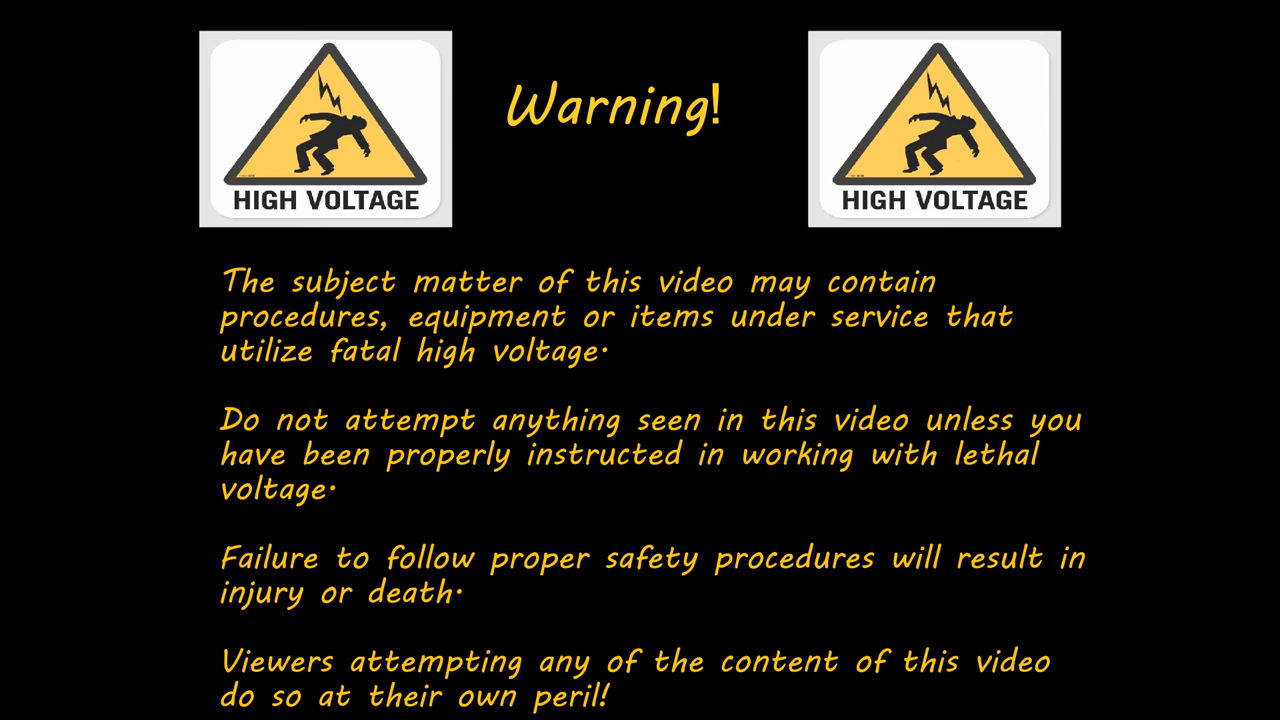 Warning!
HIGH VOLTAGE
HIGH VOLTAGE
The subject matter of this video may contain
procedures, equipment or items under service that
utilize fatal high voltage.
Do not attempt anything seen in this video unless you
have been properly instructed in working with lethal
voltage.
Failure to follow proper safety procedures will result in
injury or death.
Viewers attempting any of the content of this video
do so at their own peril!